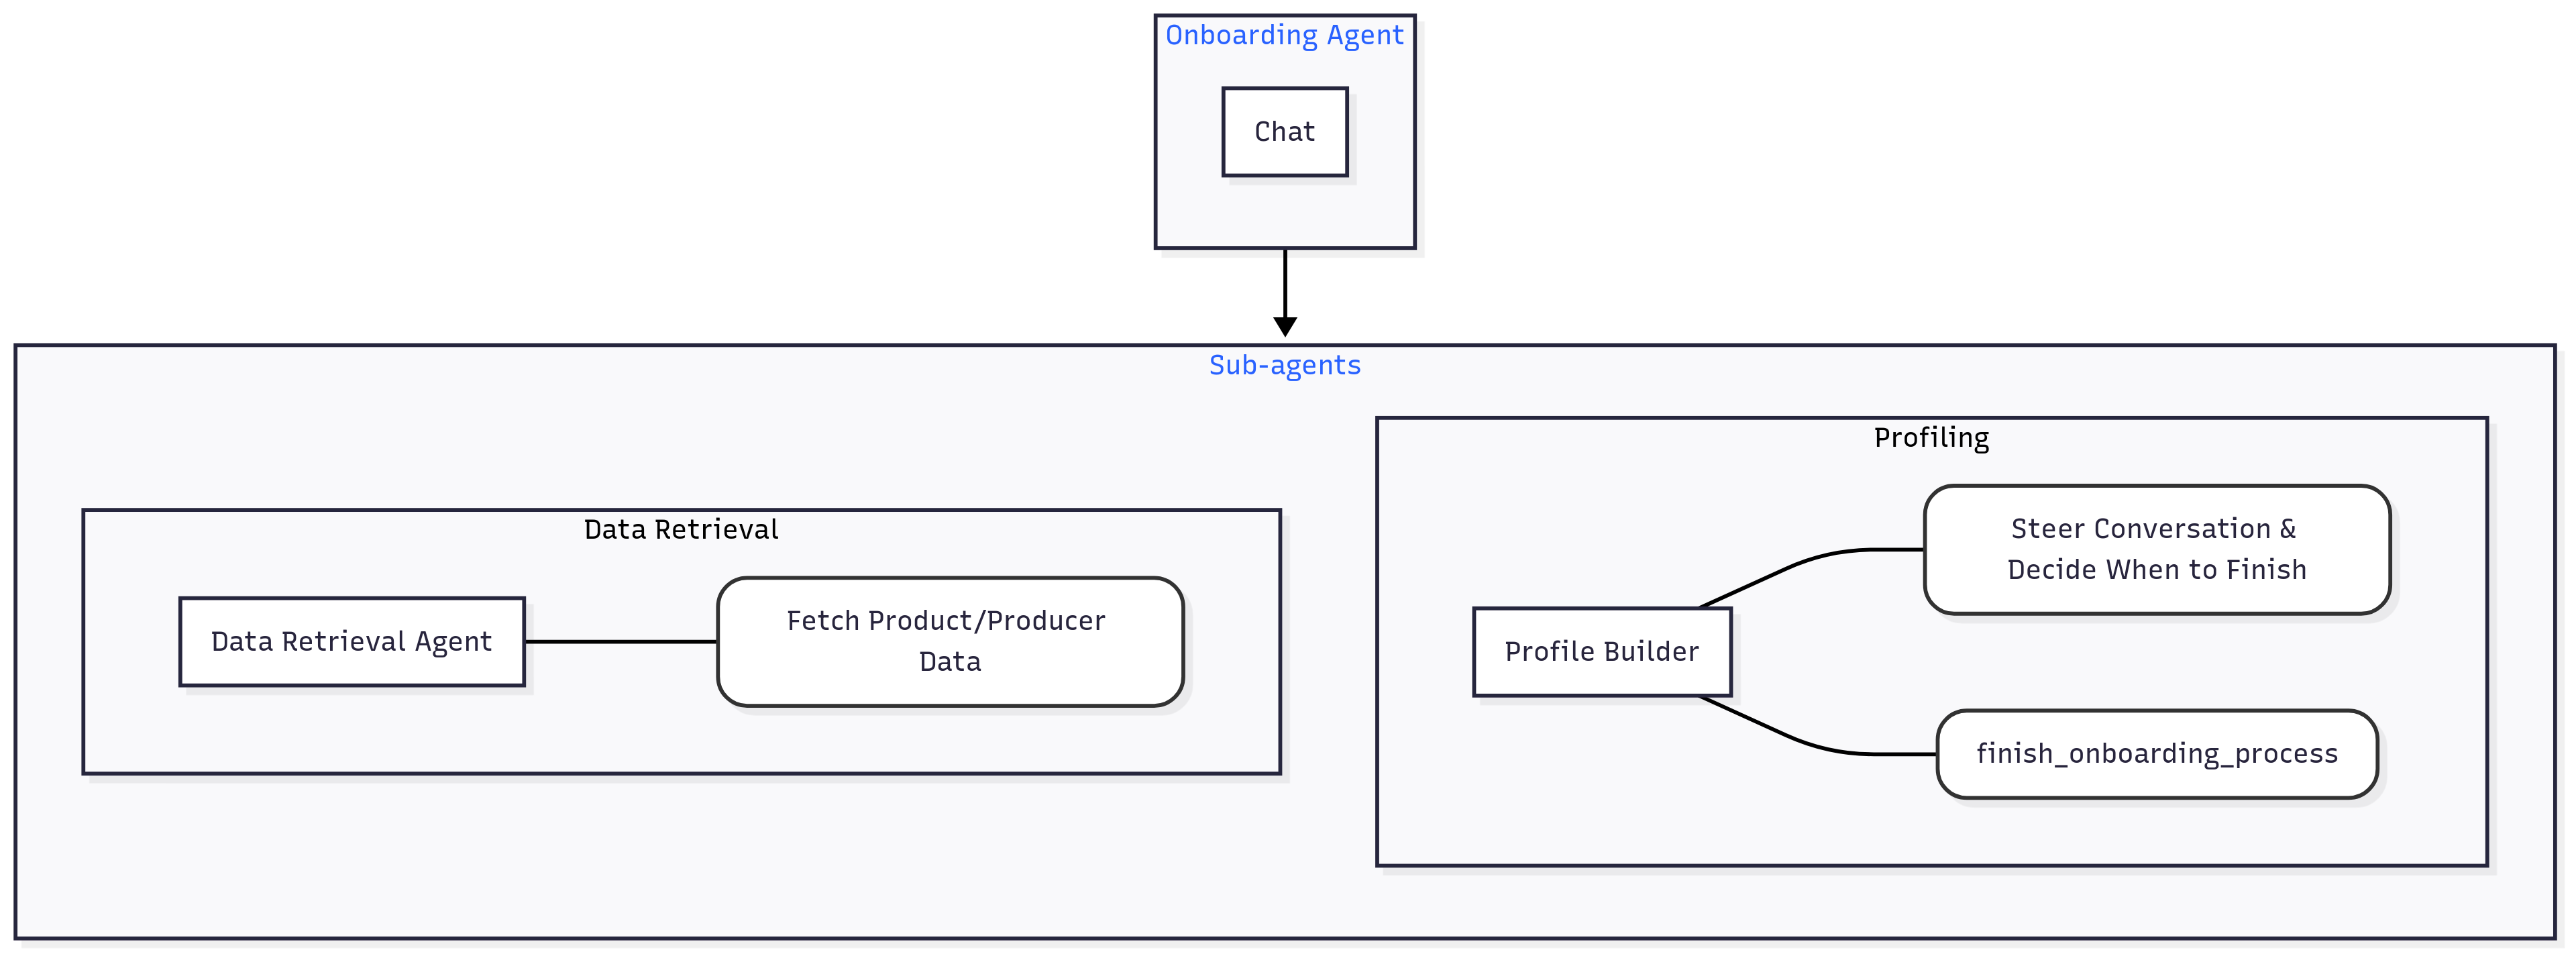 Onboarding Agent
Chat
Sub-agents
Data Retrieval
Data Retrieval Agent
Fetch Product/Producer
Data
Profiling
Profile Builder
Steer Conversation &
Decide When to Finish
finish_onboarding_process